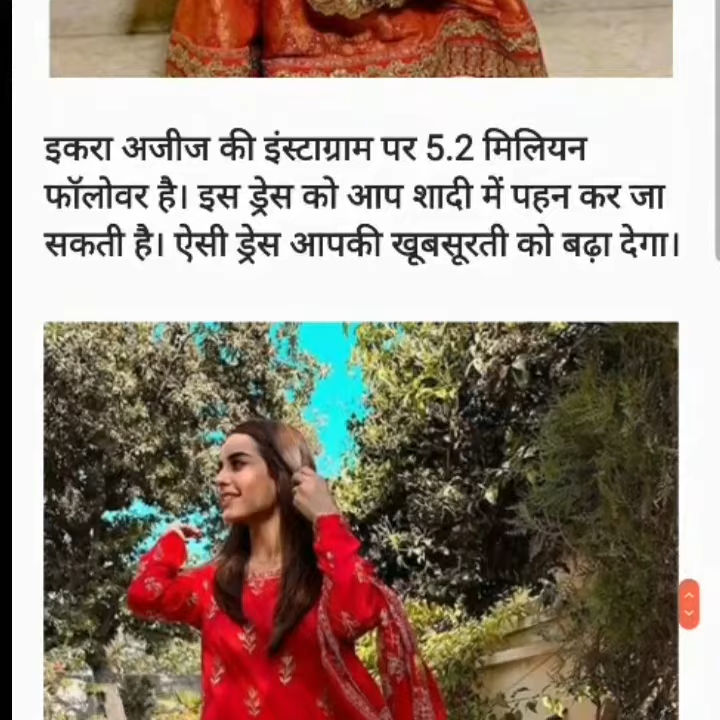 इकरा अजीज की इंस्टाग्राम पर 5.2 मिलियन
फॉलोवर है। इस ड्रेस को आप शादी में पहन कर जा
सकती है। ऐसी ड्रेस आपकी खूबसूरती को बढ़ा देगा।